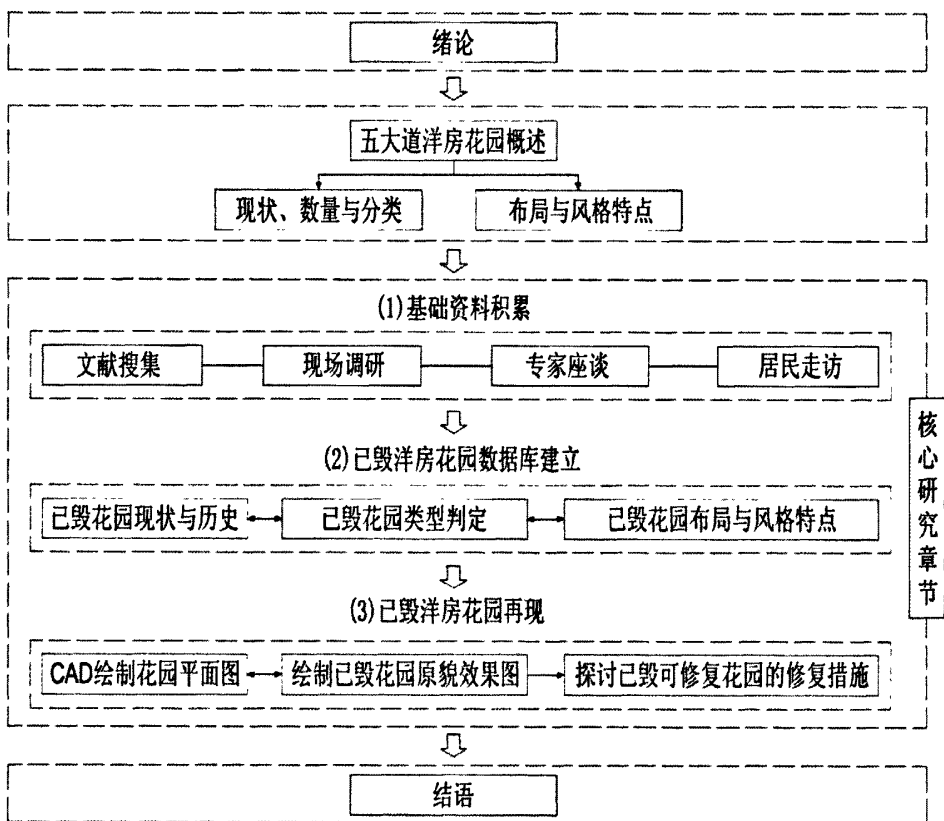 绪论
五大道洋房花园概述
现状、数量与分类
布局与风格特点
(1)基础资料积累
文献搜集
现场调研
专家座谈
居民走访
(2)已毁洋房花园数据库建立
已毁花园现状与历史
已毁花园类型判定
已毁花园布局与风格特点
(3)已毁洋房花园再现
CAD绘制花园平面图
绘制已毁花园原貌效果图
探讨已毁可修复花园的修复措施
核心研究章节
结语